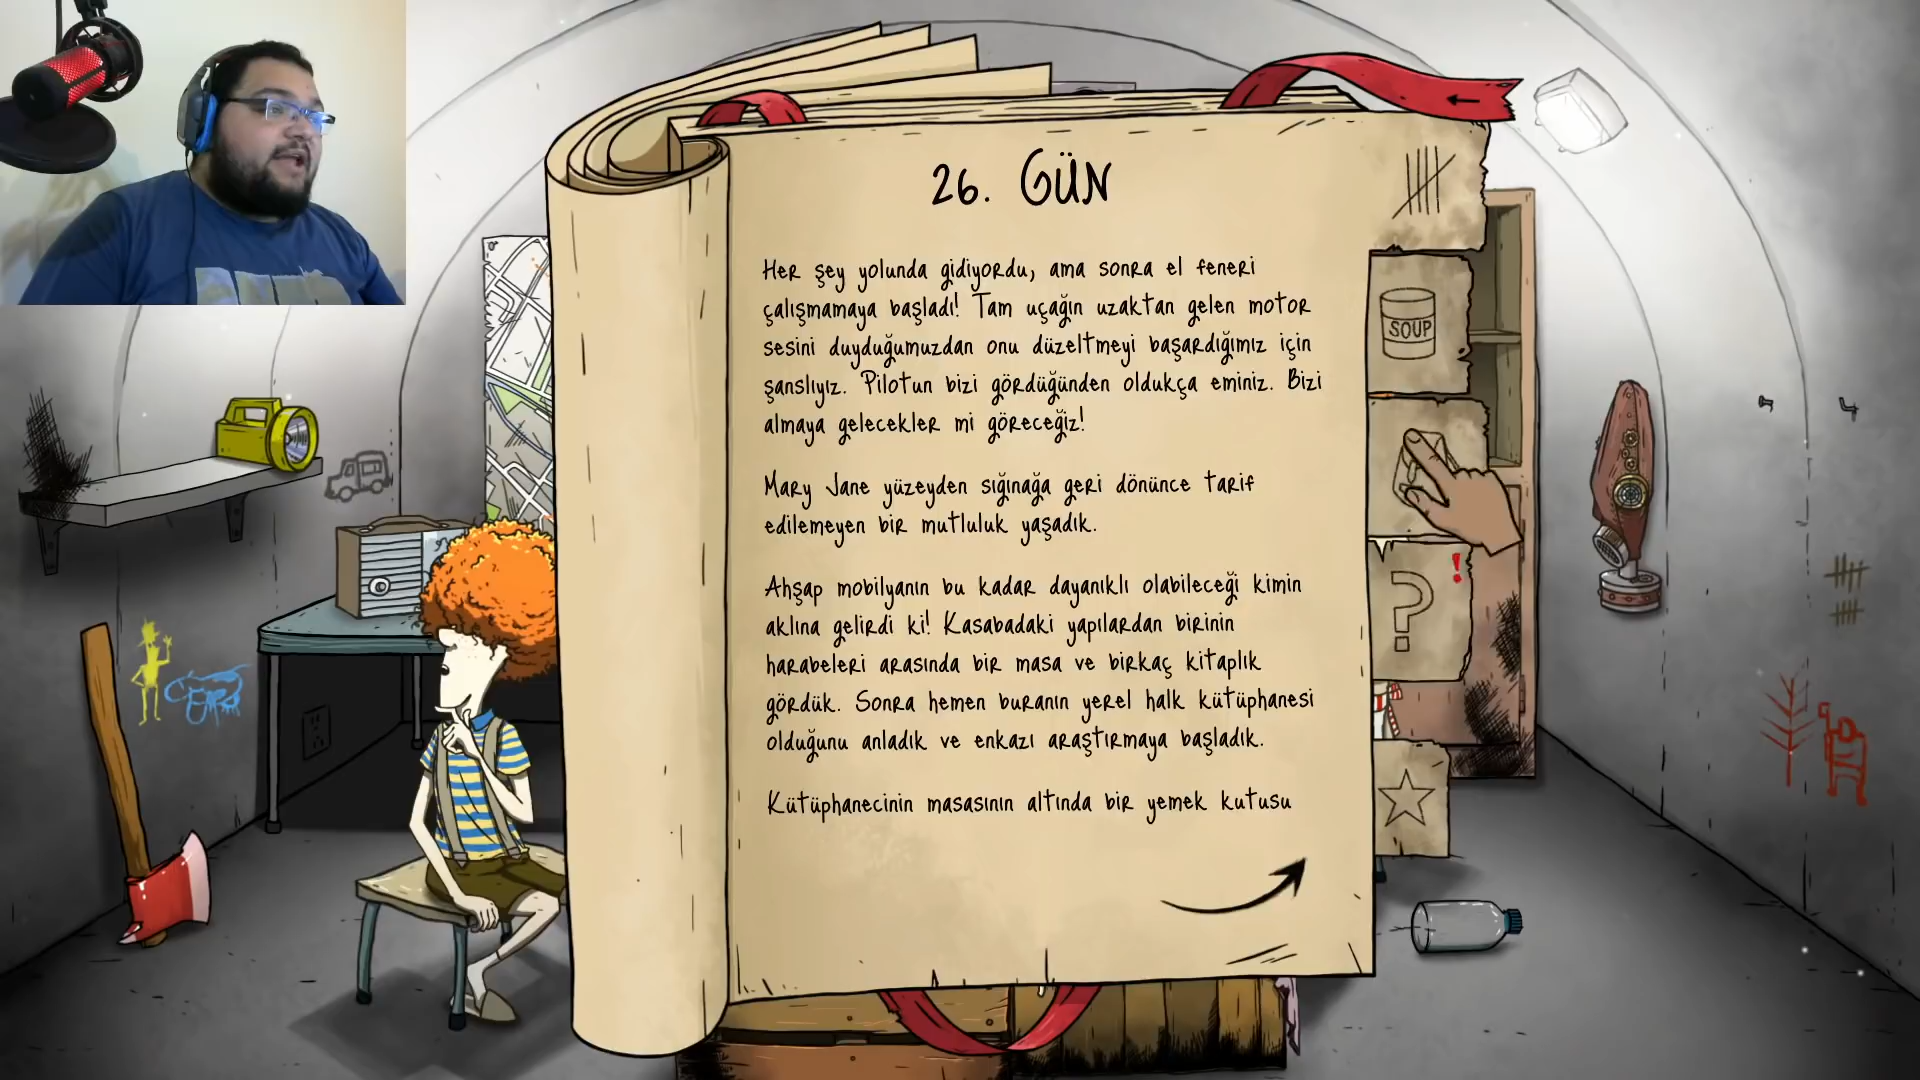 26. GÜN
Her şey yolunda gidiyordu, ama sonra el feneri
çalışmamaya başladı! Tam uçağın uzaktan gelen motor
sesini duyduğumuzdan onu düzeltmeyi başardığımız için
şanslıyız. Pilotun bizi gördüğünden oldukça eminiz. Bizi
almaya gelecekler mi göreceğiz!
Mary Jane yüzeyden sığınağa geri dönünce tarif
edilemeyen bir mutluluk yaşadık.
Ahşap mobilyanın bu kadar dayanıklı olabileceği kimin
aklına gelirdi ki! Kasabadaki yapılardan birinin
harabeleri arasında bir masa ve birkaç kitaplık
gördük. Sonra hemen buranın yerel halk kütüphanesi
olduğunu anladık ve enkazı araştırmaya başladık.
Kütüphanecinin masasının altında bir yemek kutusu
SOUP
?
!